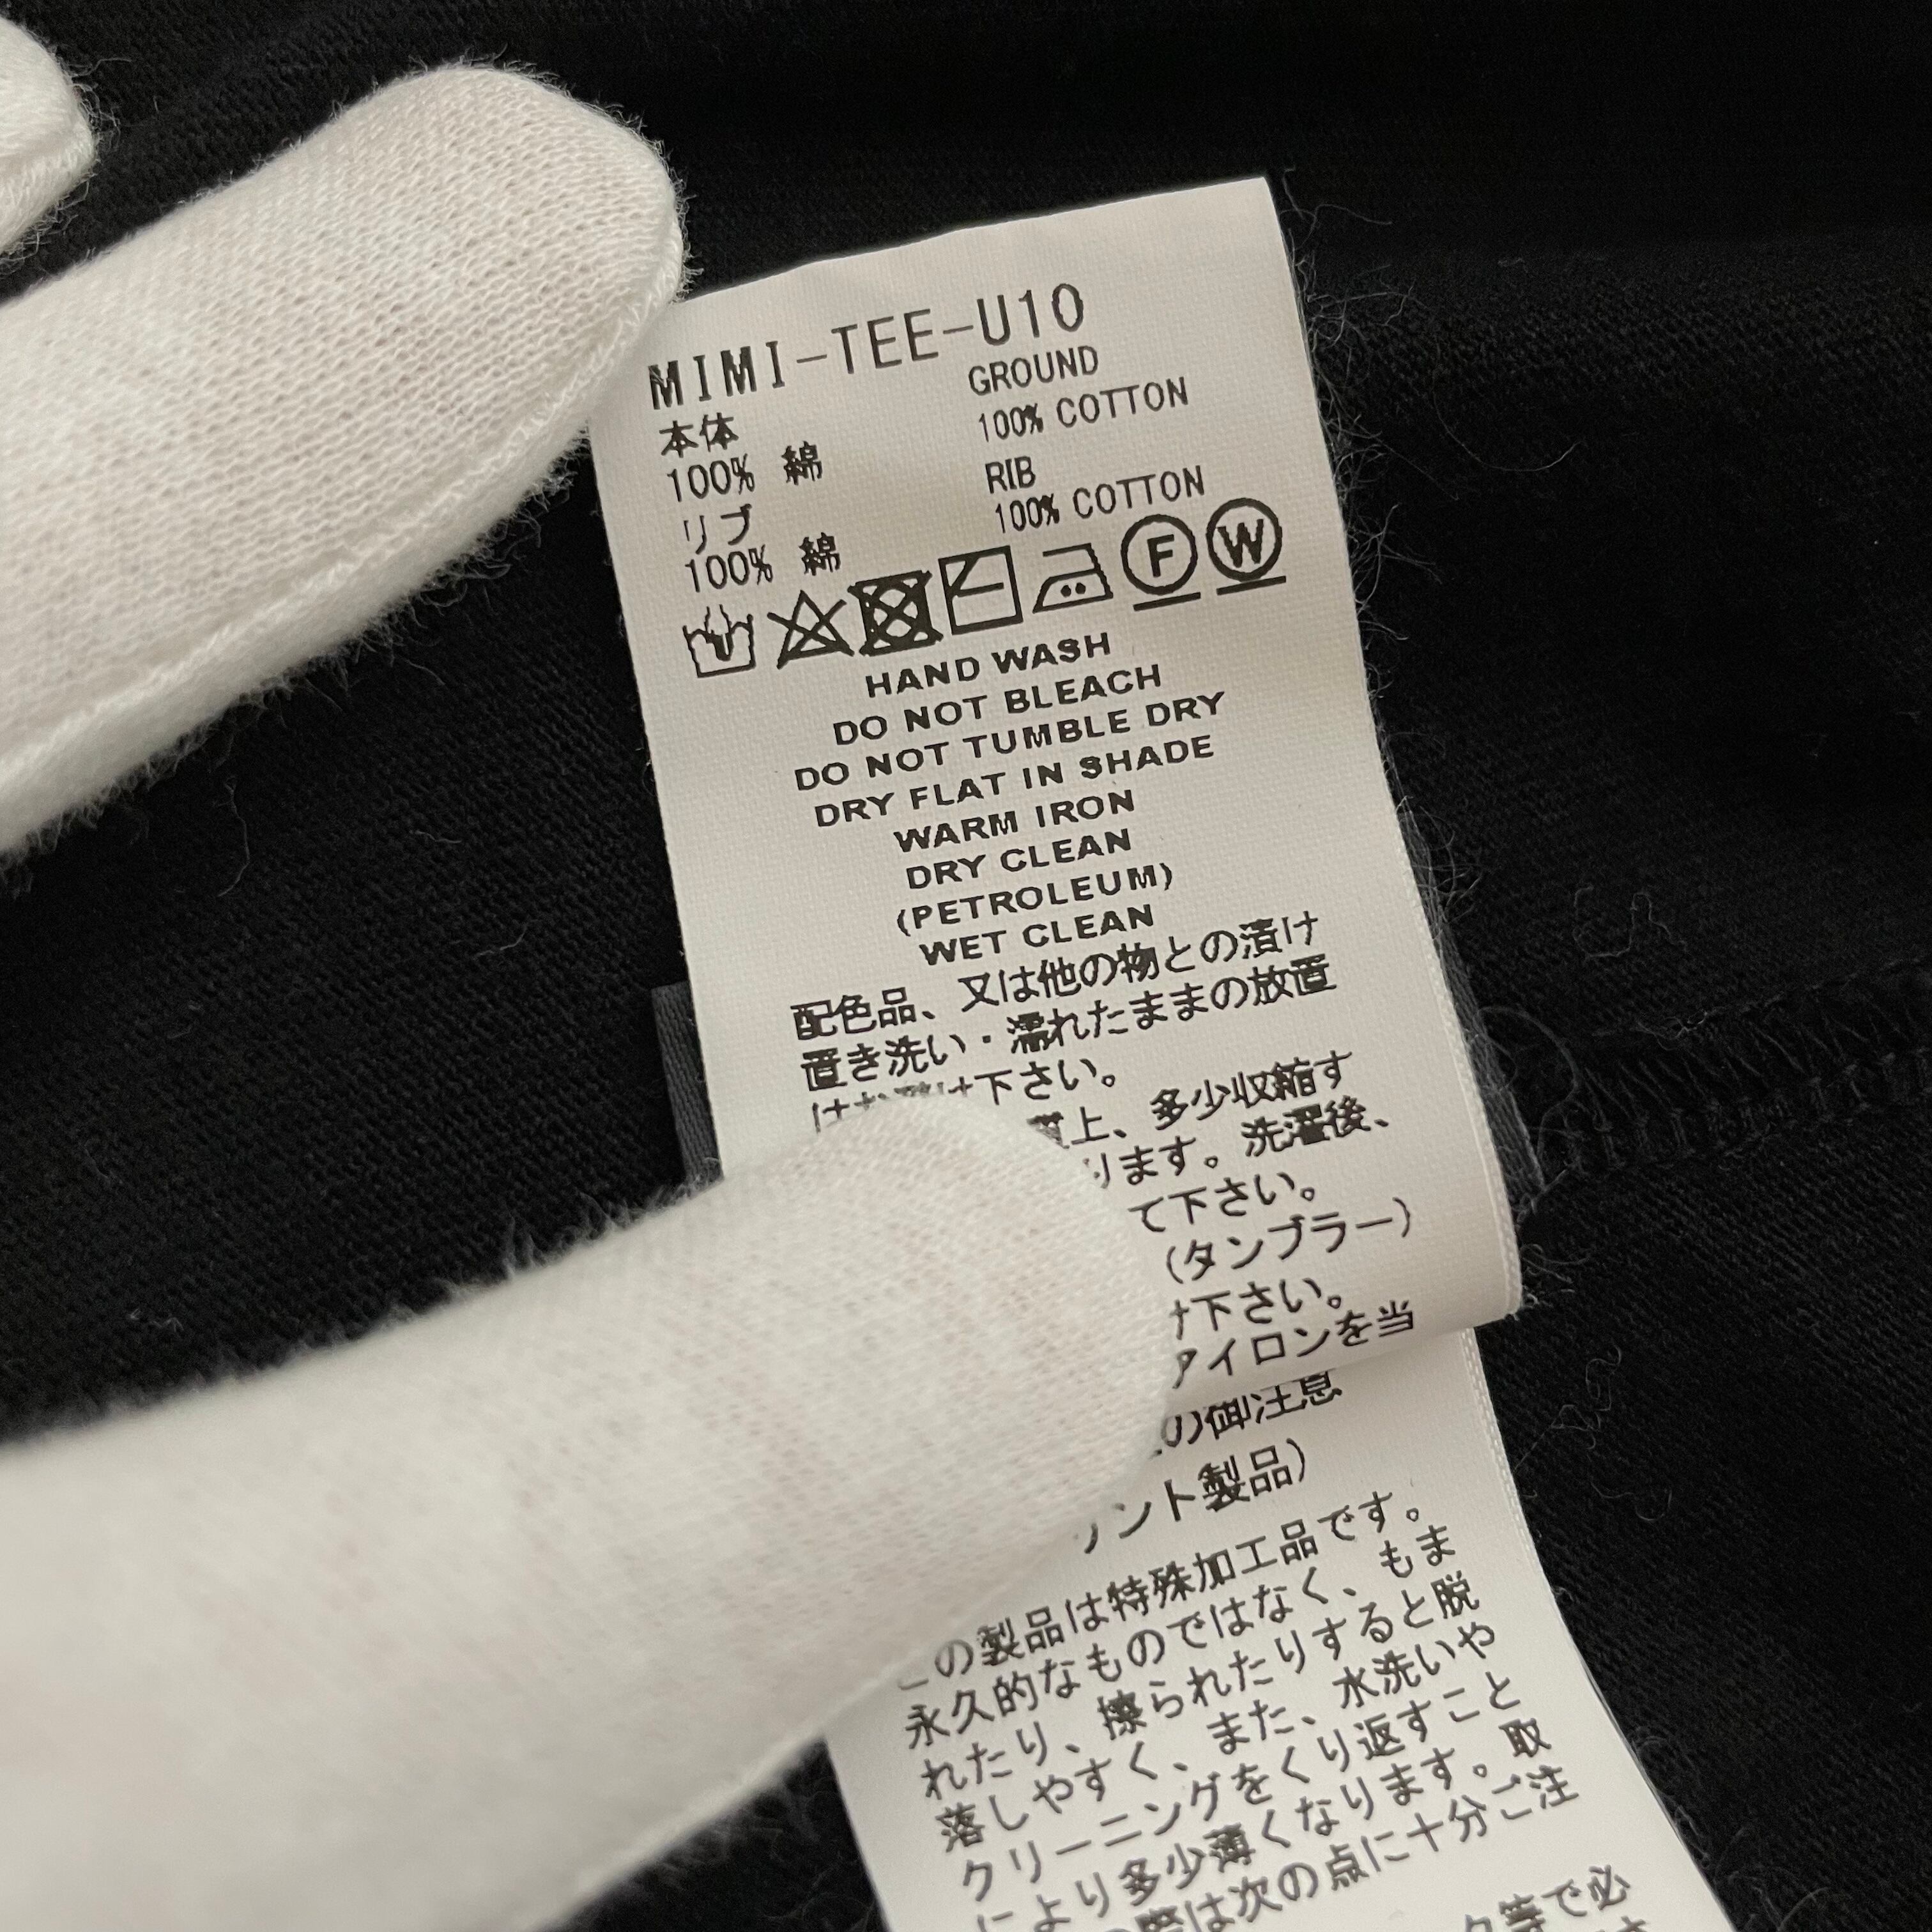 MIMI-TEE-U10
本体
100% 綿
リブ
100% 綿
GROUND
100% COTTON
RIB
100% COTTON
F W
HAND WASH
DO NOT BLEACH
DO NOT TUMBLE DRY
DRY FLAT IN SHADE
WARM IRON
DRY CLEAN
(PETROLEUM)
WET CLEAN
配色品、又は他の物との漬け
置き洗い・濡れたままの放置
はお避け下さい。
上、多少収縮す
ります。洗濯後、
て下さい。
(タンブラー)
け下さい。
アイロンを当
の御注意
ント製品)
この製品は特殊加工品です。
永久的なものではなく、もま
れたり、擦られたりすると脱
落しやすく、また、水洗いや
クリーニングをくり返すこと
により多少薄くなります。取
は次の点に十分ご注
等で必